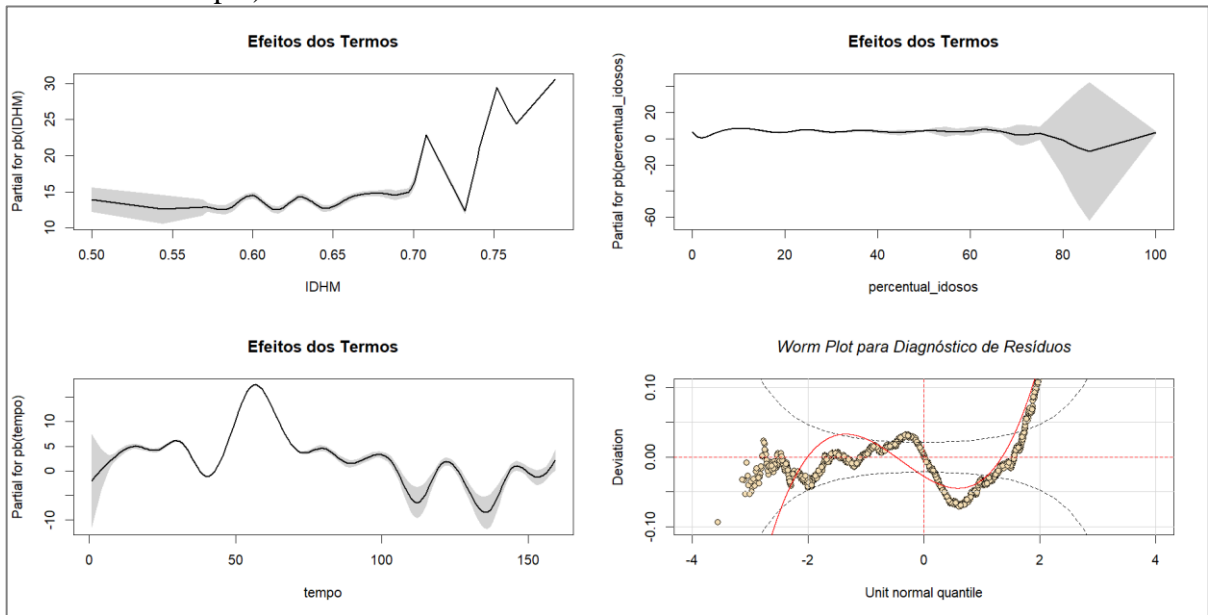 Efeitos dos Termos
Partial for pb(IDHM)
30
25
20
15
10
0.50 0.55 0.60 0.65 0.70 0.75
IDHM
Efeitos dos Termos
Partial for pb(percentual_idosos)
20
0
-20
-60
0 20 40 60 80 100
percentual_idosos
Efeitos dos Termos
Partial for pb(tempo)
10
5
0
-10
0 50 100 150
tempo
Worm Plot para Diagnóstico de Resíduos
Deviation
0.10
0.00
-0.10
-4 -2 0 2 4
Unit normal quantile